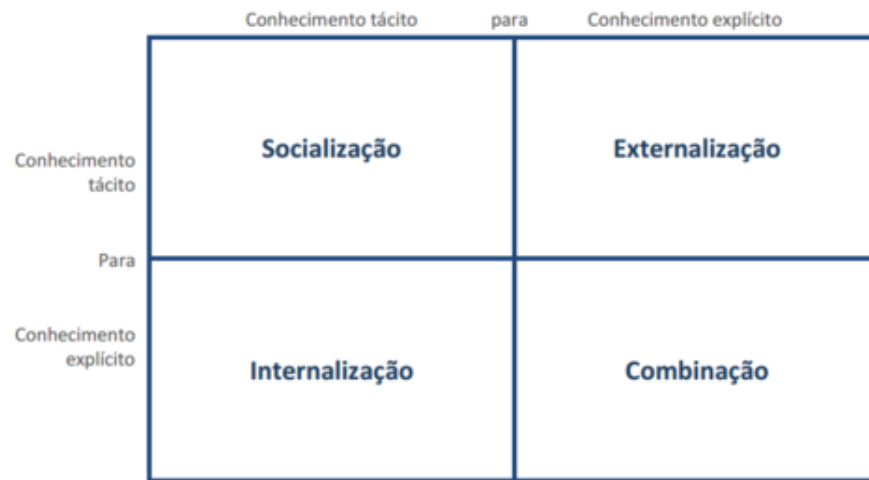 Conhecimento tácito para Conhecimento explícito
Socialização Externalização
Conhecimento
tácito
Para
Conhecimento
explícito
Internalização Combinação